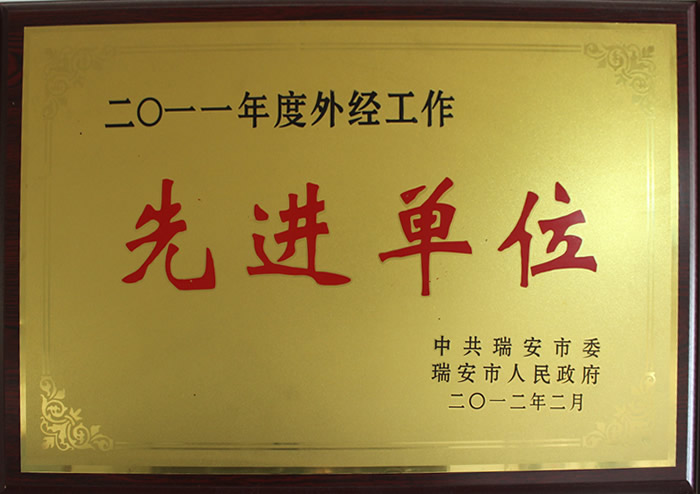 二〇一一年度外经工作
先进单位
中共瑞安市委
瑞安市人民政府
二〇一二年二月